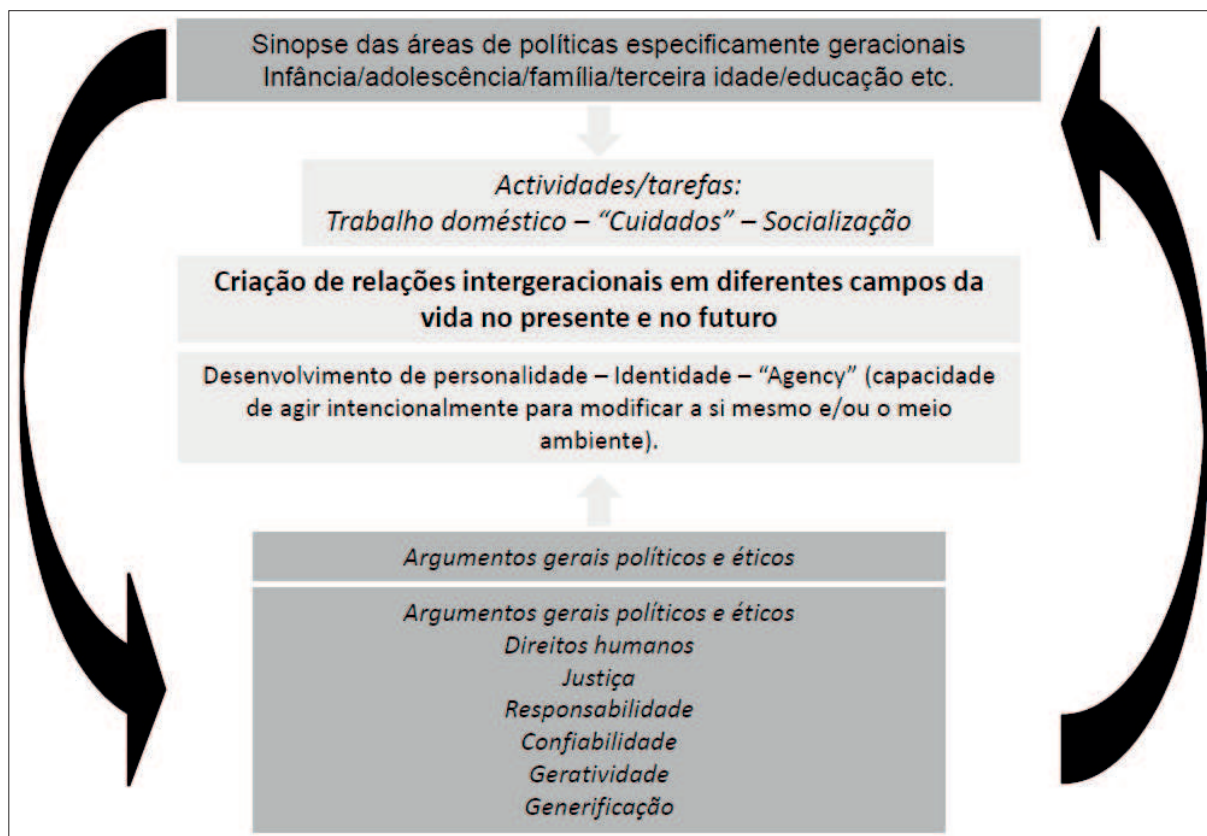 Sinopse das áreas de políticas especificamente geracionais
Infância/adolescência/família/terceira idade/educação etc.
Actividades/tarefas:
Trabalho doméstico – “Cuidados” – Socialização
Criação de relações intergeracionais em diferentes campos da
vida no presente e no futuro
Desenvolvimento de personalidade – Identidade – “Agency” (capacidade
de agir intencionalmente para modificar a si mesmo e/ou o meio
ambiente).
Argumentos gerais políticos e éticos
Argumentos gerais políticos e éticos
Direitos humanos
Justiça
Responsabilidade
Confiabilidade
Geratividade
Generificação